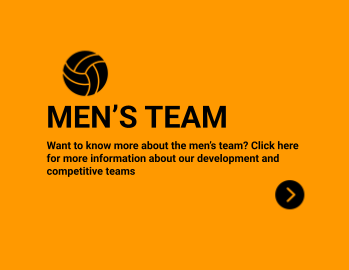 MEN’S TEAM
Want to know more about the men’s team? Click here
for more information about our development and
competitive teams